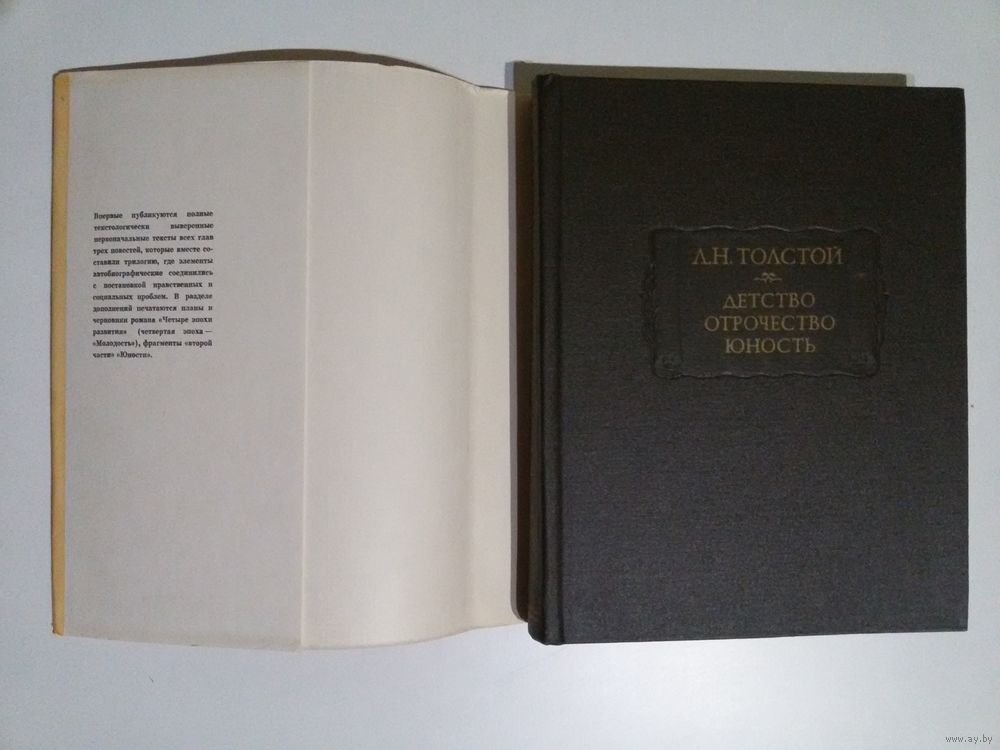 Впервые публикуются полные
текстологически выверенные
первоначальные тексты всех глав
трех повестей, которые вместе со-
ставили трилогию, где элементы
автобиографические соединились
с постановкой нравственных и
социальных проблем. В разделе
дополнений печатаются планы и
черновики романа «Четыре эпохи
развития» (четвертая эпоха —
«Молодость»), фрагменты «второй
части» «Юности».
Л.Н. ТОЛСТОЙ
ДЕТСТВО
ОТРОЧЕСТВО
ЮНОСТЬ
www.ay.by